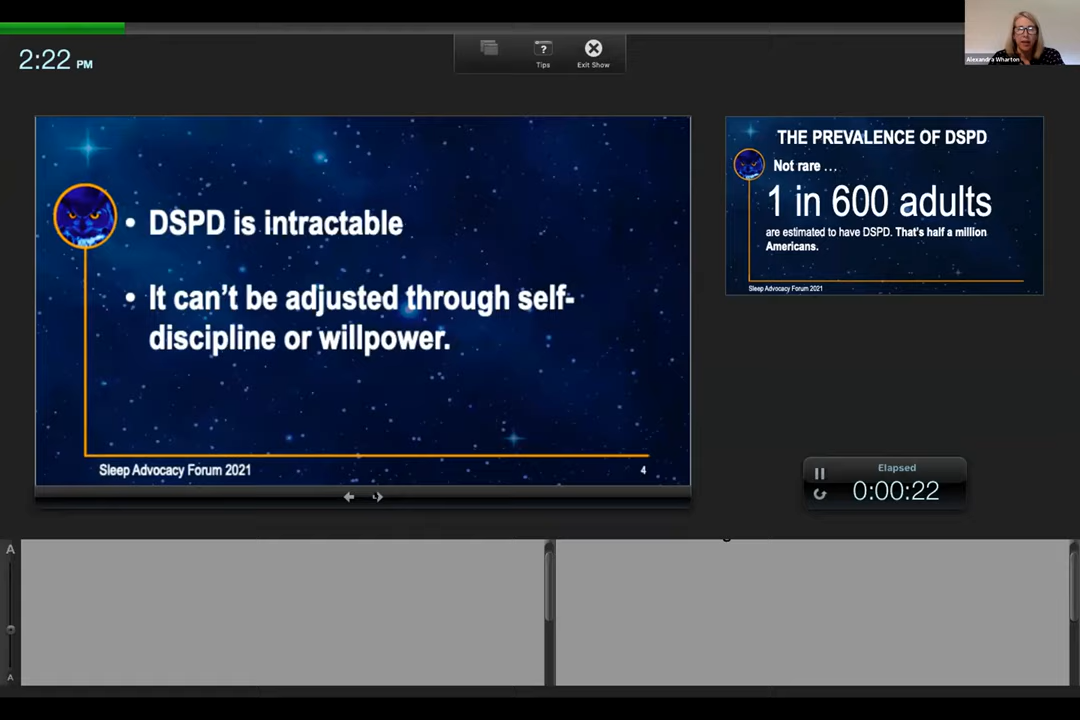 2:22 PM
Tips
Exit Show
Alexandra Wharton
• DSPD is intractable
• It can’t be adjusted through self-
discipline or willpower.
Sleep Advocacy Forum 2021
4
THE PREVALENCE OF DSPD
Not rare …
1 in 600 adults
are estimated to have DSPD. That’s half a million
Americans.
Sleep Advocacy Forum 2021
Elapsed
0:00:22
A
A